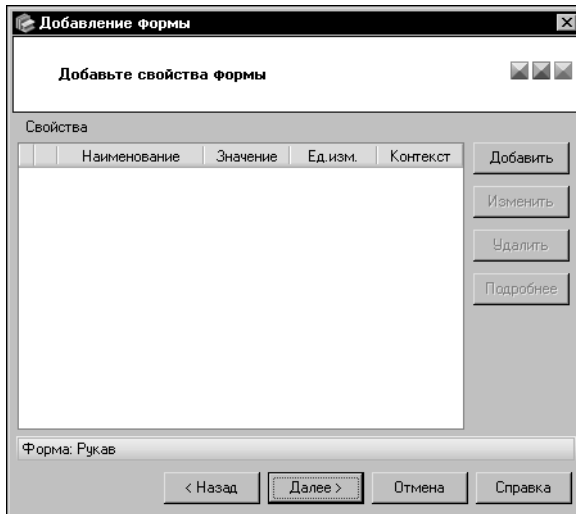 Добавление формы
Добавьте свойства формы
Свойства
Наименование Значение Ед.изм. Контекст
Добавить
Изменить
Удалить
Подробнее
Форма: Рукав
< Назад Далее > Отмена Справка